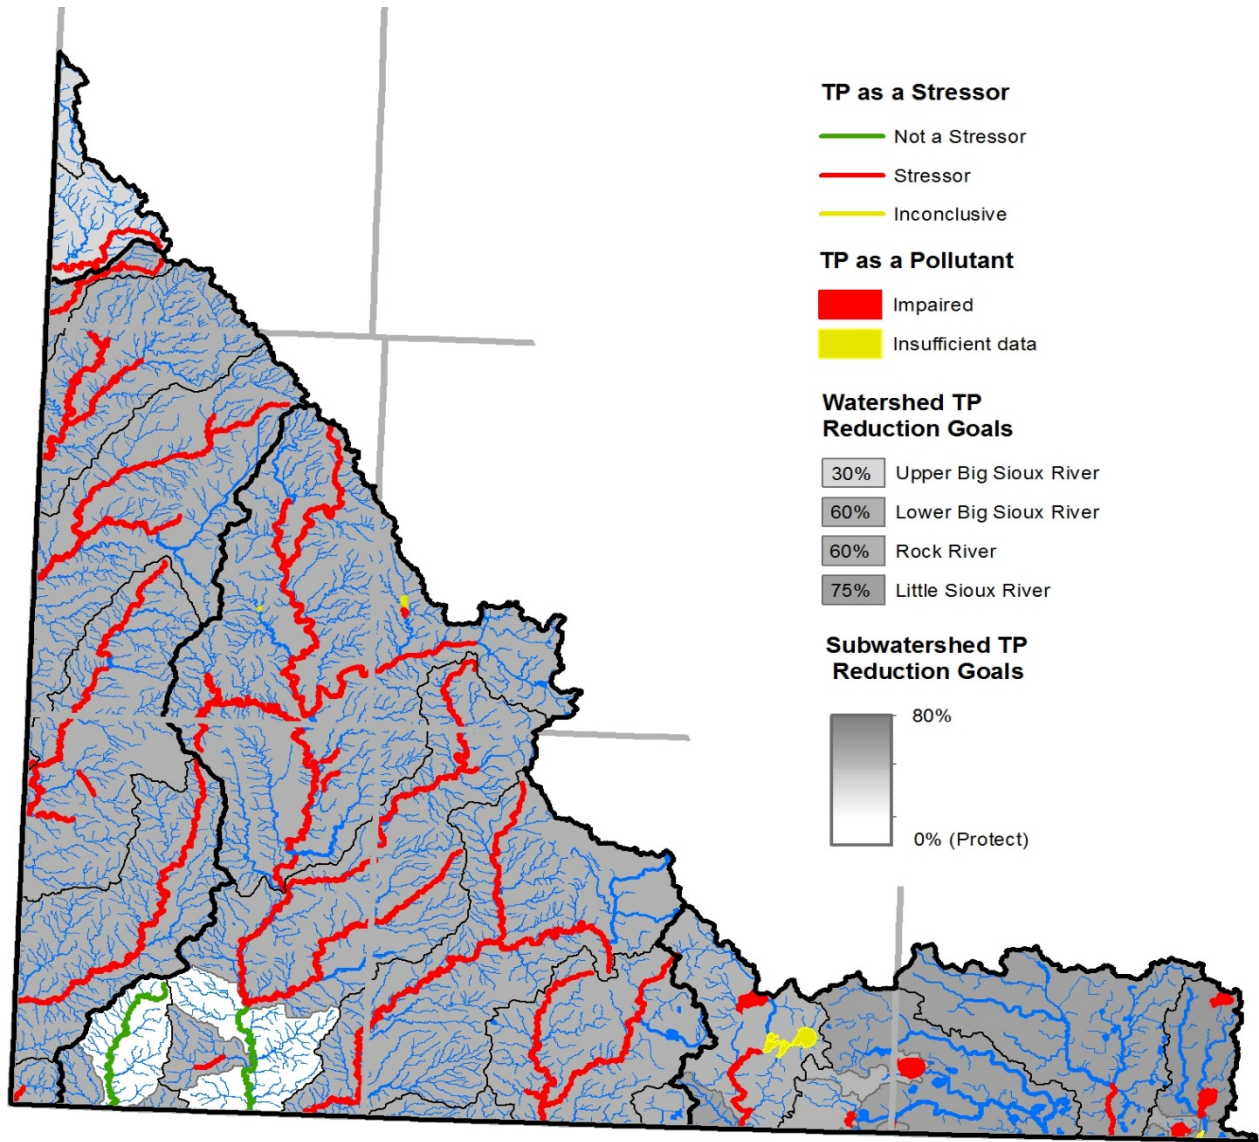 TP as a Stressor
Not a Stressor
Stressor
Inconclusive
TP as a Pollutant
Impaired
Insufficient data
Watershed TP
Reduction Goals
30% Upper Big Sioux River
60% Lower Big Sioux River
60% Rock River
75% Little Sioux River
Subwatershed TP
Reduction Goals
80%
0% (Protect)